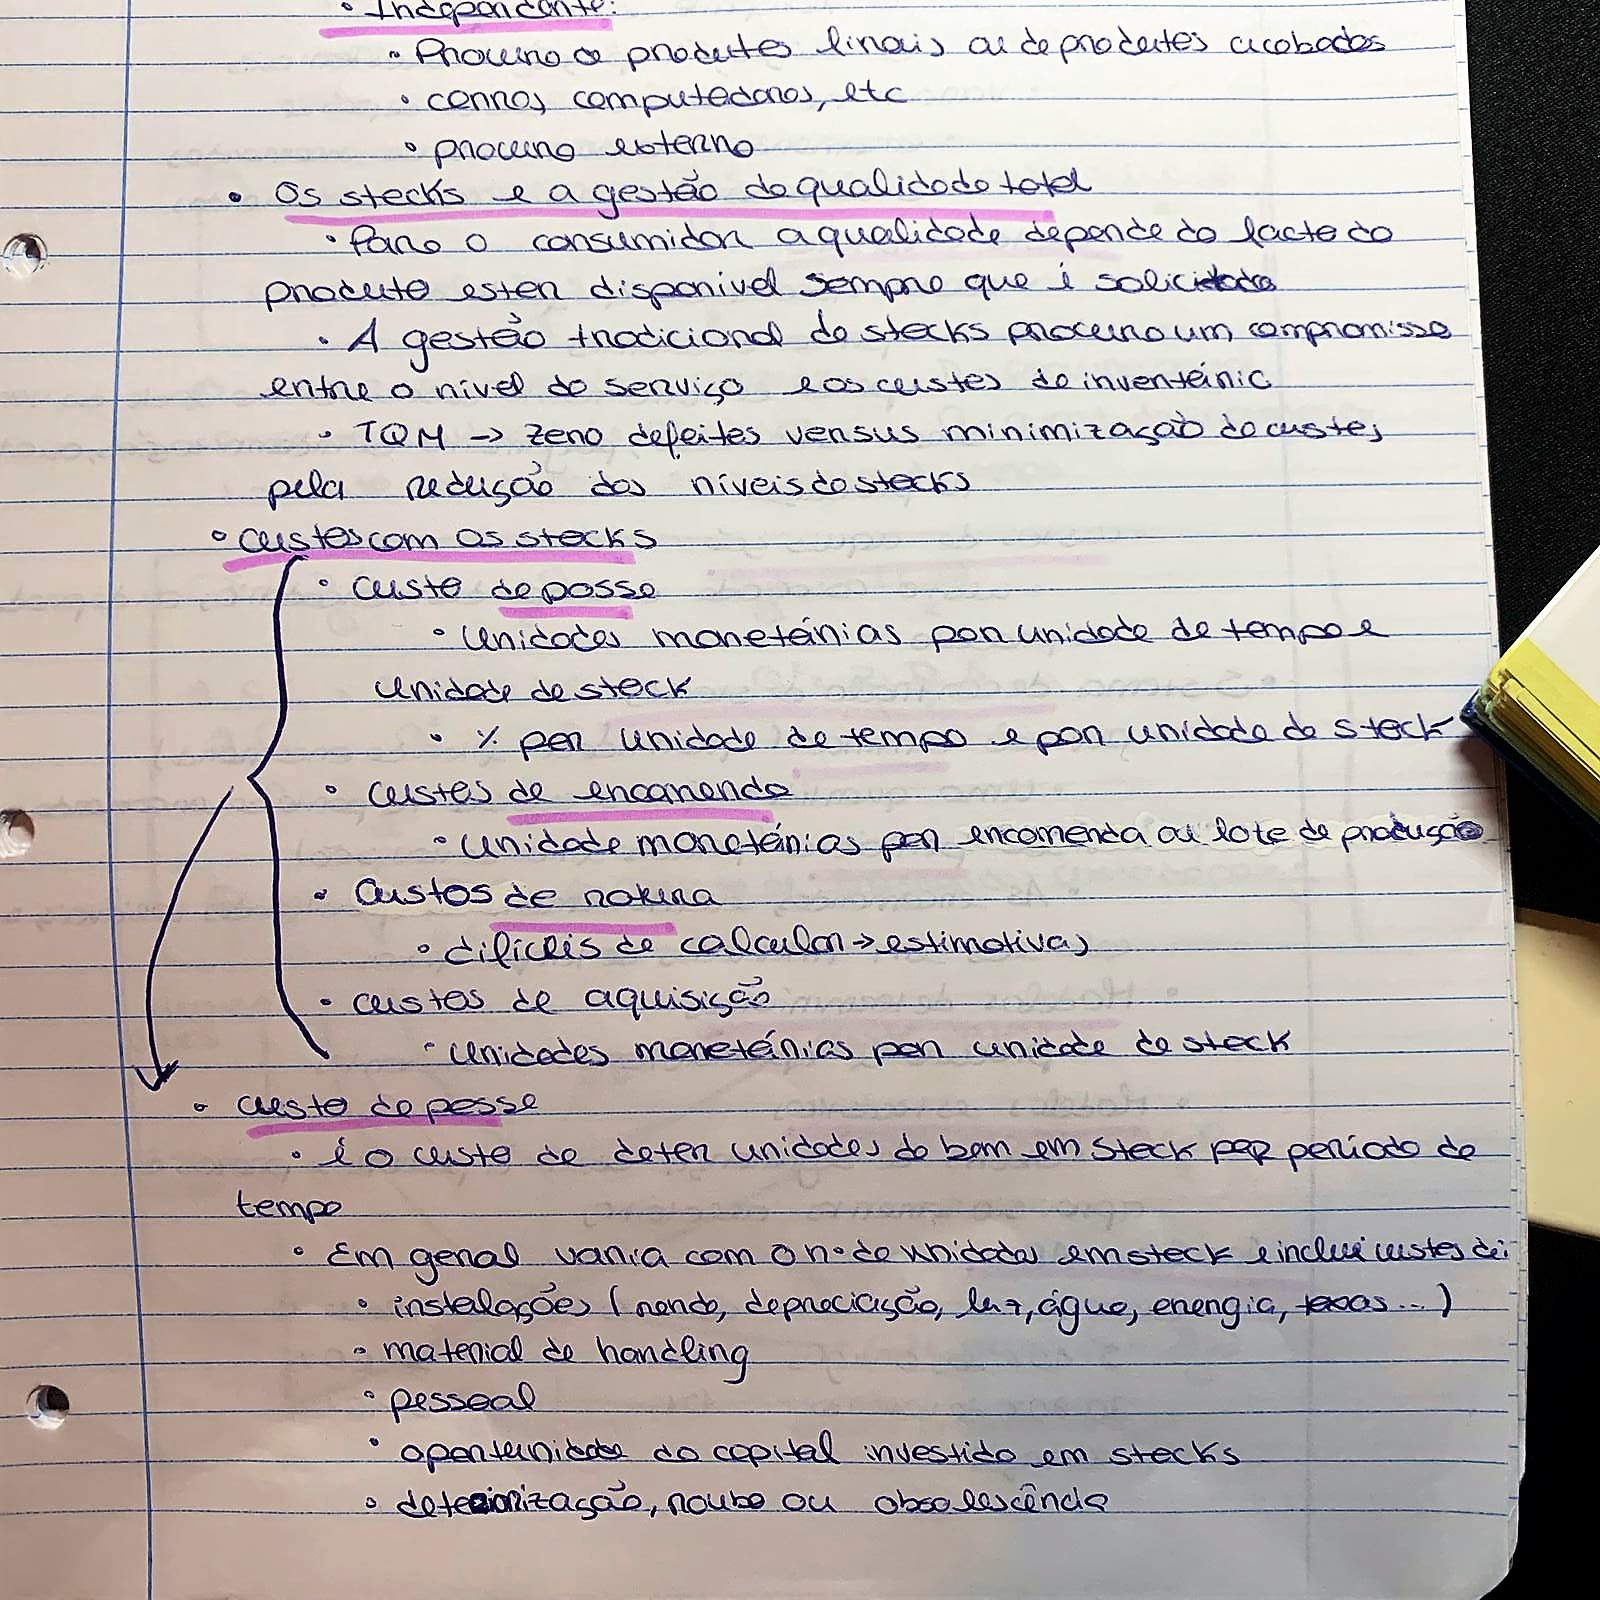 • Independente:
• Procura de produtos finais ou de produtos acabados
• carros, computadores, etc
• procura externa
• Os stocks e a gestão da qualidade total
• Para o consumidor a qualidade depende do facto do
produto estar disponível sempre que é solicitado
• A gestão tradicional de stocks procura um compromisso
entre o nível de serviço e os custos de inventário
• TQM → zero defeitos versus minimização de custos
pela redução dos níveis de stocks
• custos com os stocks
• custo de posse
• Unidades monetárias por unidade de tempo e
unidade de stock
• % por unidade de tempo e por unidade de stock
• custos de encomenda
• Unidade monetárias por encomenda ou lote de produção
• Custos de rotura
• difíceis de calcular → estimativas
• custos de aquisição
• Unidades monetárias por unidade de stock
• custo de posse
• é o custo de deter unidades do bem em stock por período de
tempo
• Em geral varia com o nº de unidades em stock e inclui custos de:
• instalações (renda, depreciação, luz, água, energia, taxas...)
• material de handling
• pessoal
• oportunidade do capital investido em stocks
• deteriorização, roubo ou obsolescência